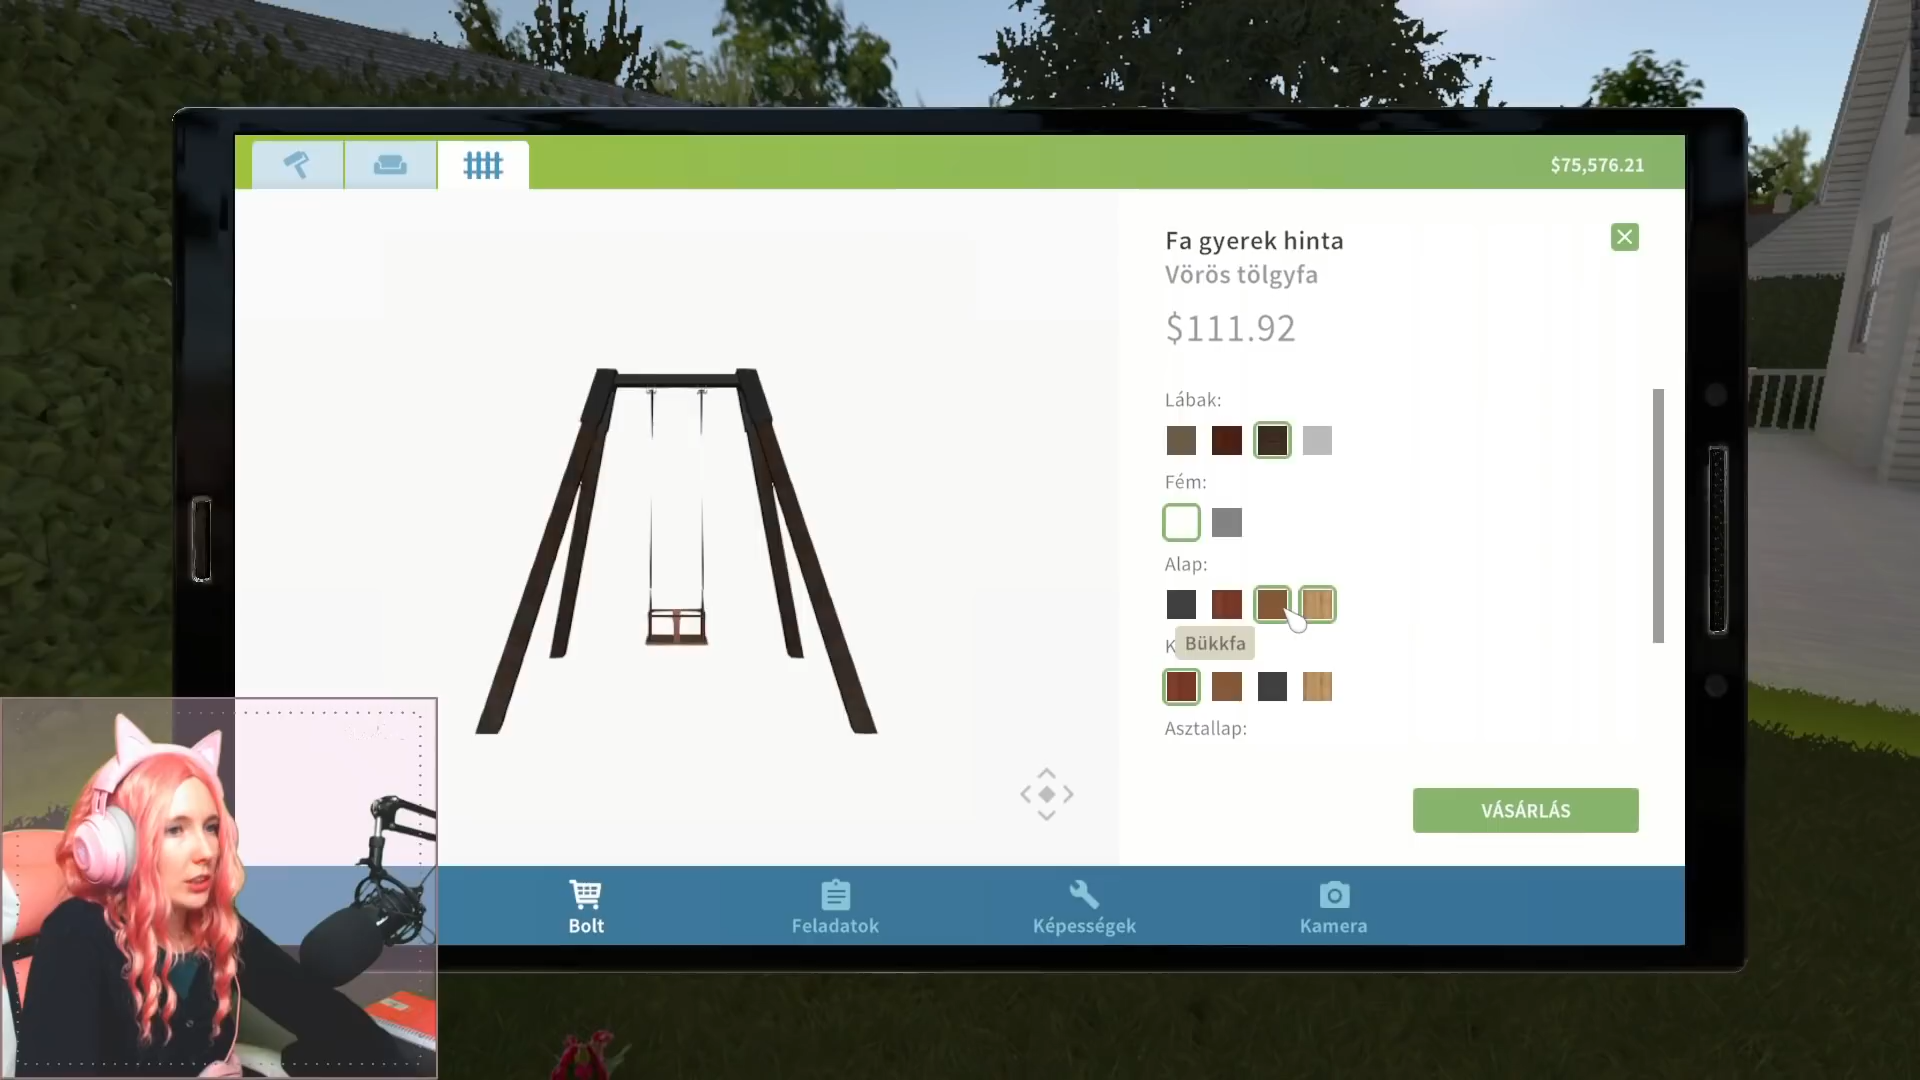 $75,576.21
Fa gyerek hinta
Vörös tölgyfa
$111.92
Lábak:
Fém:
Alap:
K
Bükkfa
Asztallap:
VÁSÁRLÁS
Bolt
Feladatok
Képességek
Kamera